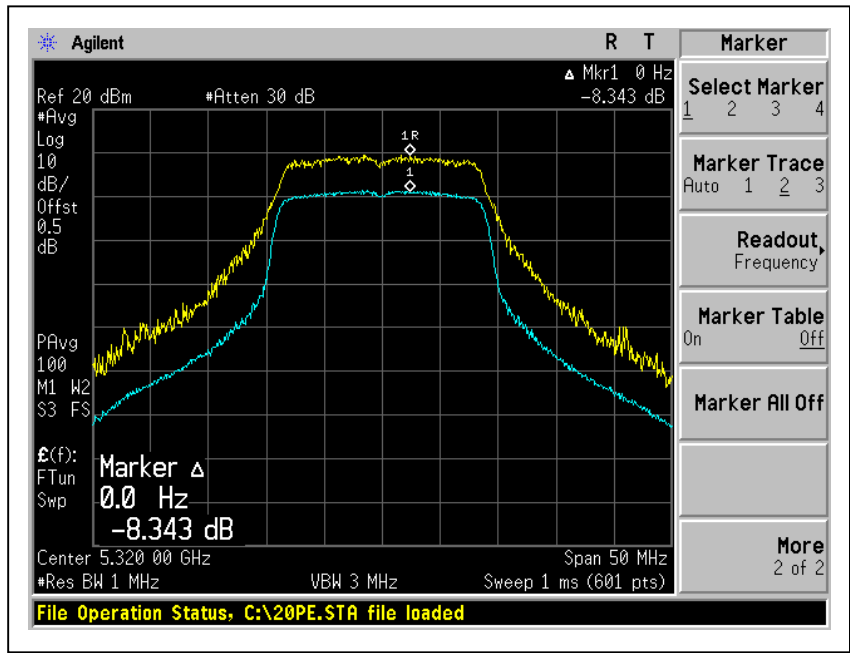 Agilent R T
Marker
Δ Mkr1 0 Hz
Ref 20 dBm #Atten 30 dB -8.343 dB
#Avg
Log
10
dB/
Offst
0.5
dB
1R
1
PAvg
100
M1 W2
S3 FS
£(f):
FTun
Swp
Marker Δ
0.0 Hz
-8.343 dB
Center 5.320 00 GHz Span 50 MHz
#Res BW 1 MHz VBW 3 MHz Sweep 1 ms (601 pts)
File Operation Status, C:\20PE.STA file loaded
Select Marker
1 2 3 4
Marker Trace
Auto 1 2 3
Readout
Frequency
Marker Table
On Off
Marker All Off
More
2 of 2